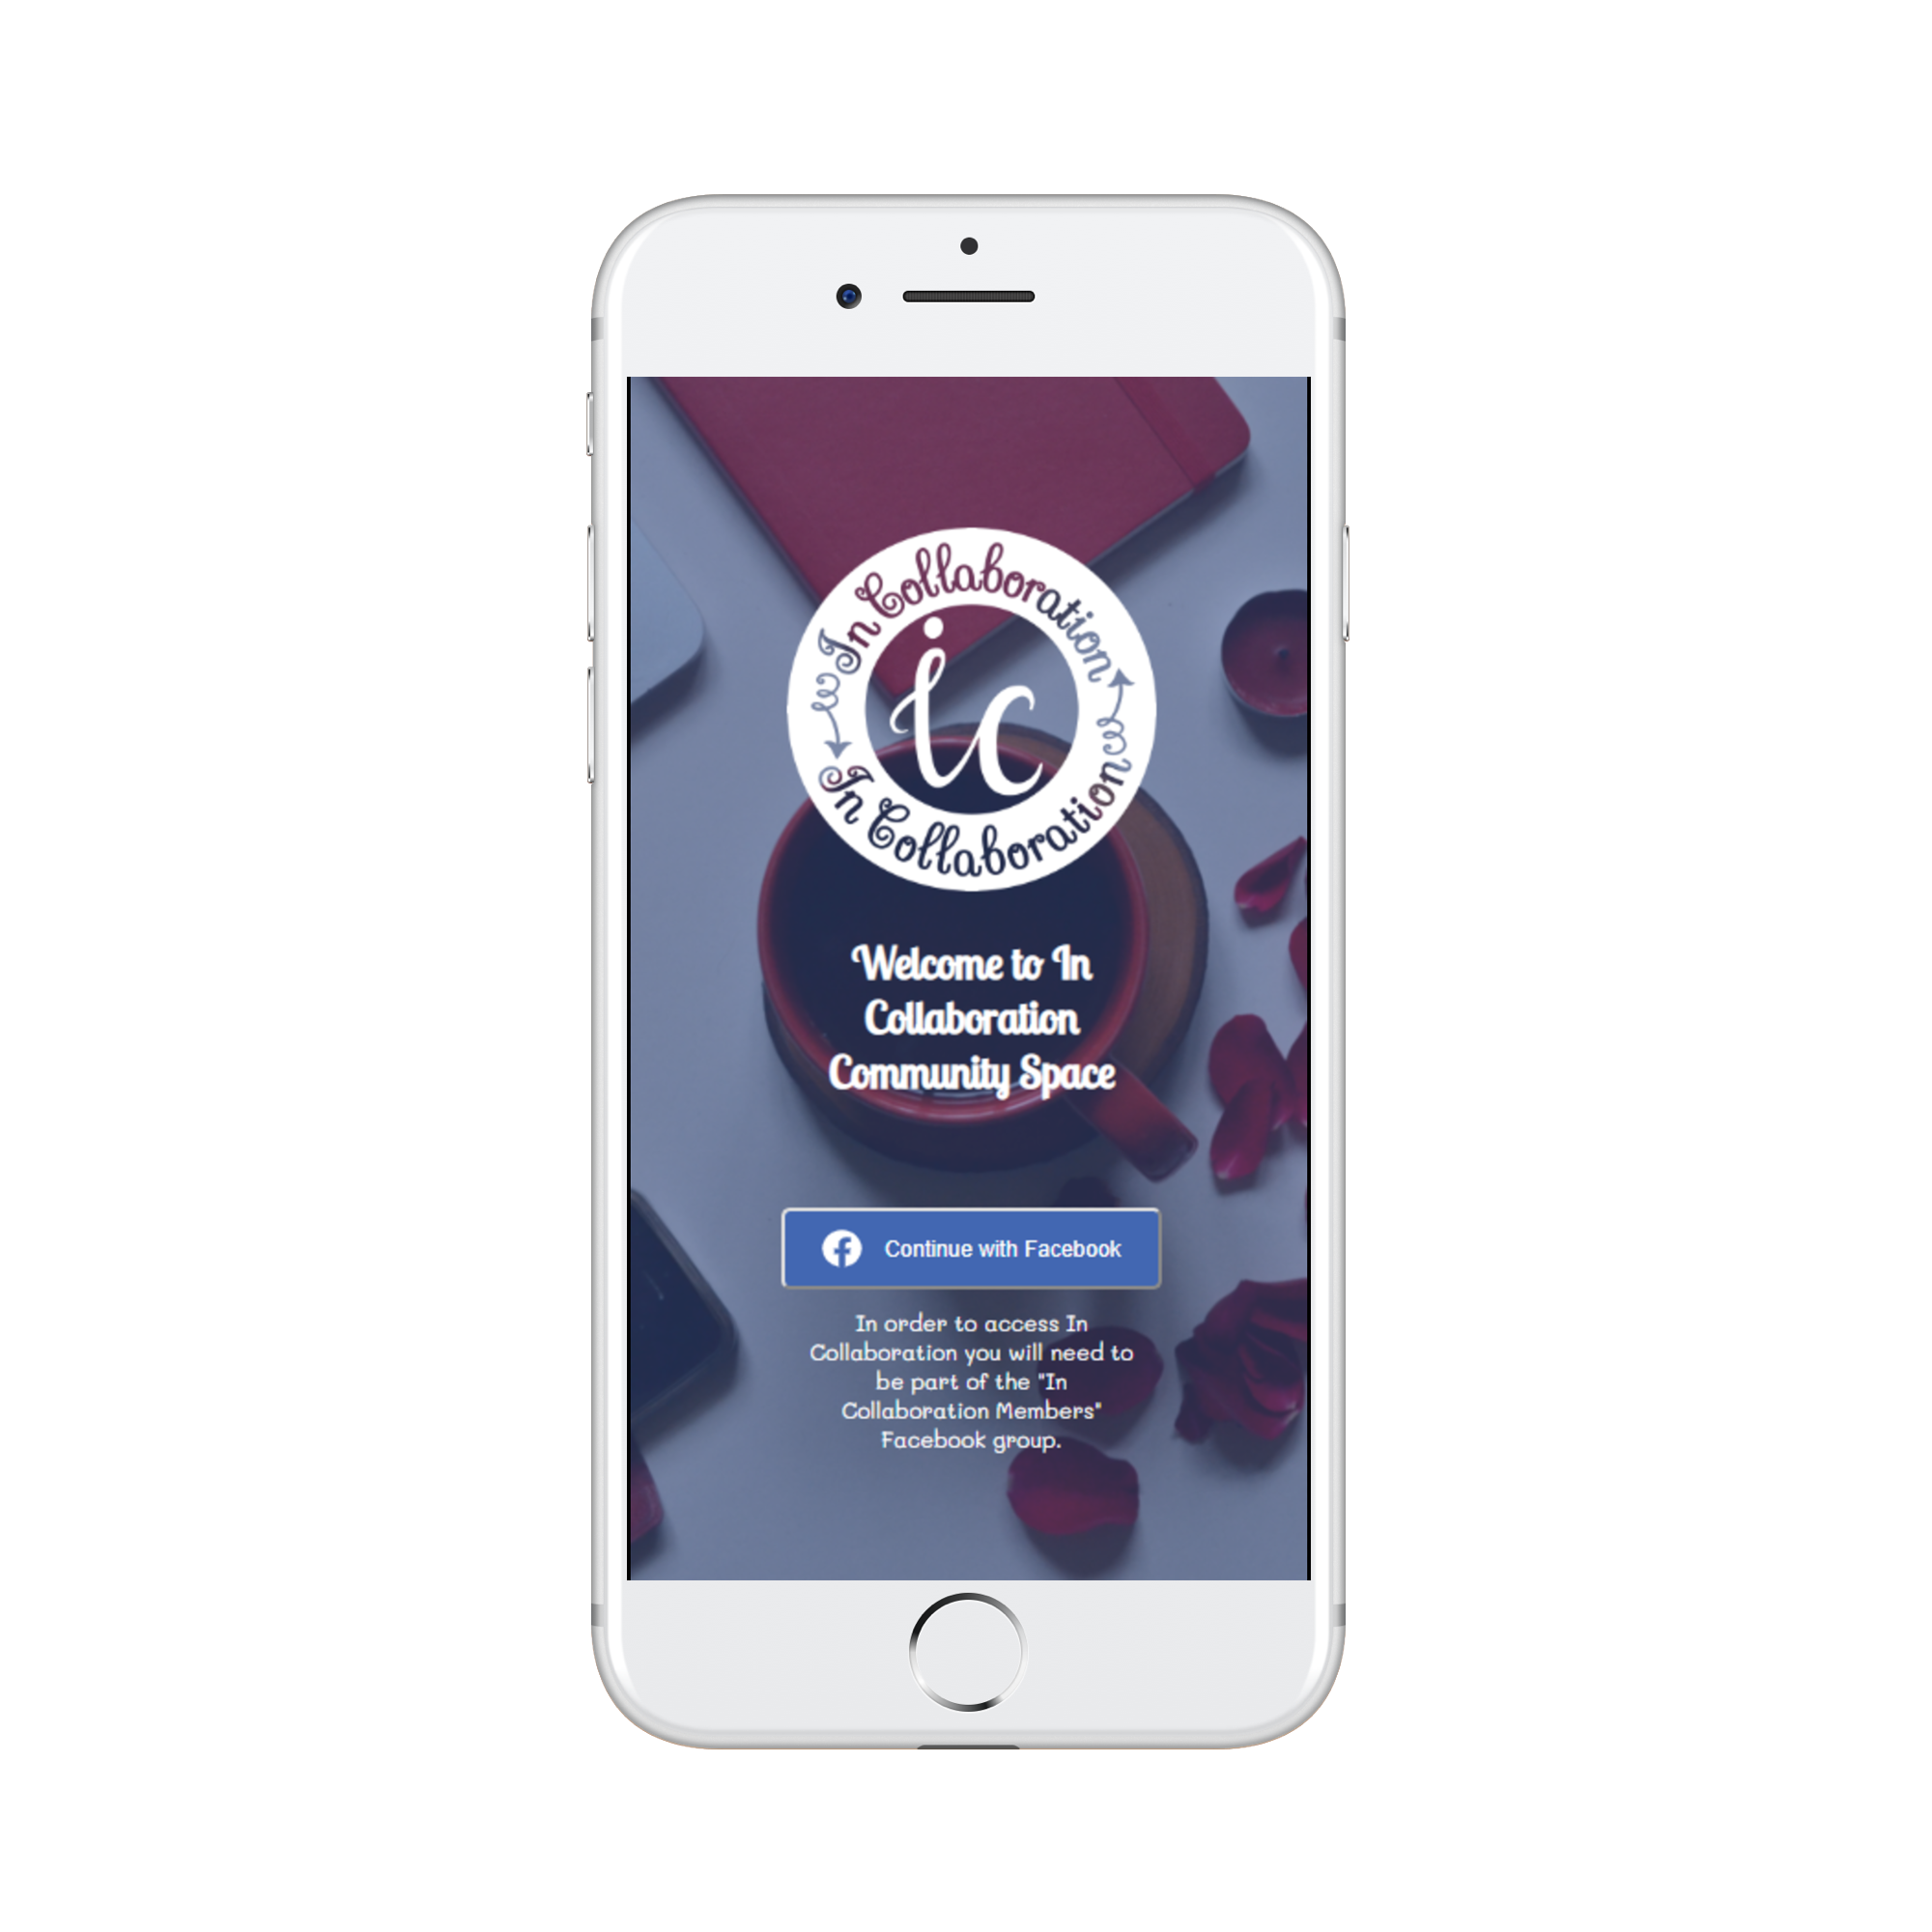 In Collaboration
ic
In Collaboration
Welcome to In
Collaboration
Community Space
Continue with Facebook
In order to access In
Collaboration you will need to
be part of the "In
Collaboration Members"
Facebook group.